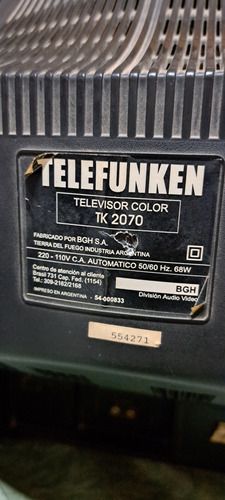 TELEFUNKEN
TELEVISOR COLOR
TK 2070
FABRICADO POR BGH S.A.
TIERRA DEL FUEGO INDUSTRIA ARGENTINA
220 - 110V C.A. AUTOMATICO 50/60 Hz. 68W
Centro de atención al cliente
Brasil 731 Cap. Fed. (1154)
Tel.: 309-2182/2168
BGH
División Audio Video
IMPRESO EN ARGENTINA - 54-000833
554271